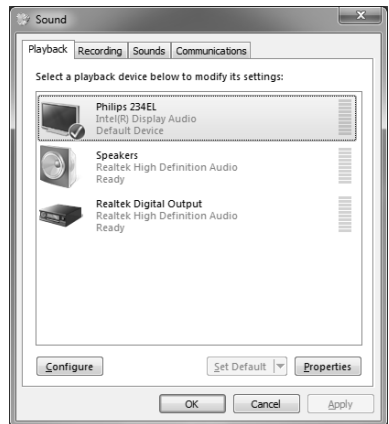 Sound
Playback Recording Sounds Communications
Select a playback device below to modify its settings:
Philips 234EL
Intel(R) Display Audio
Default Device
Speakers
Realtek High Definition Audio
Ready
Realtek Digital Output
Realtek High Definition Audio
Ready
Configure Set Default Properties
OK Cancel Apply